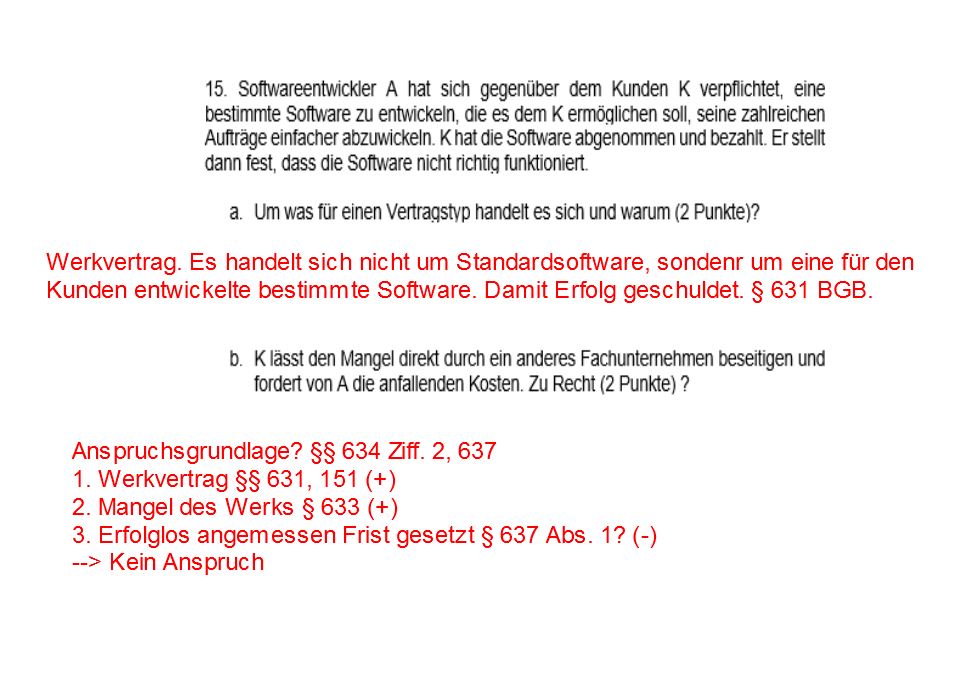 15. Softwareentwickler A hat sich gegenüber dem Kunden K verpflichtet, eine
bestimmte Software zu entwickeln, die es dem K ermöglichen soll, seine zahlreichen
Aufträge einfacher abzuwickeln. K hat die Software abgenommen und bezahlt. Er stellt
dann fest, dass die Software nicht richtig funktioniert.
a. Um was für einen Vertragstyp handelt es sich und warum (2 Punkte)?
Werkvertrag. Es handelt sich nicht um Standardsoftware, sondenr um eine für den
Kunden entwickelte bestimmte Software. Damit Erfolg geschuldet. § 631 BGB.
b. K lässt den Mangel direkt durch ein anderes Fachunternehmen beseitigen und
fordert von A die anfallenden Kosten. Zu Recht (2 Punkte) ?
Anspruchsgrundlage? §§ 634 Ziff. 2, 637
1. Werkvertrag §§ 631, 151 (+)
2. Mangel des Werks § 633 (+)
3. Erfolglos angemessen Frist gesetzt § 637 Abs. 1? (-)
--> Kein Anspruch